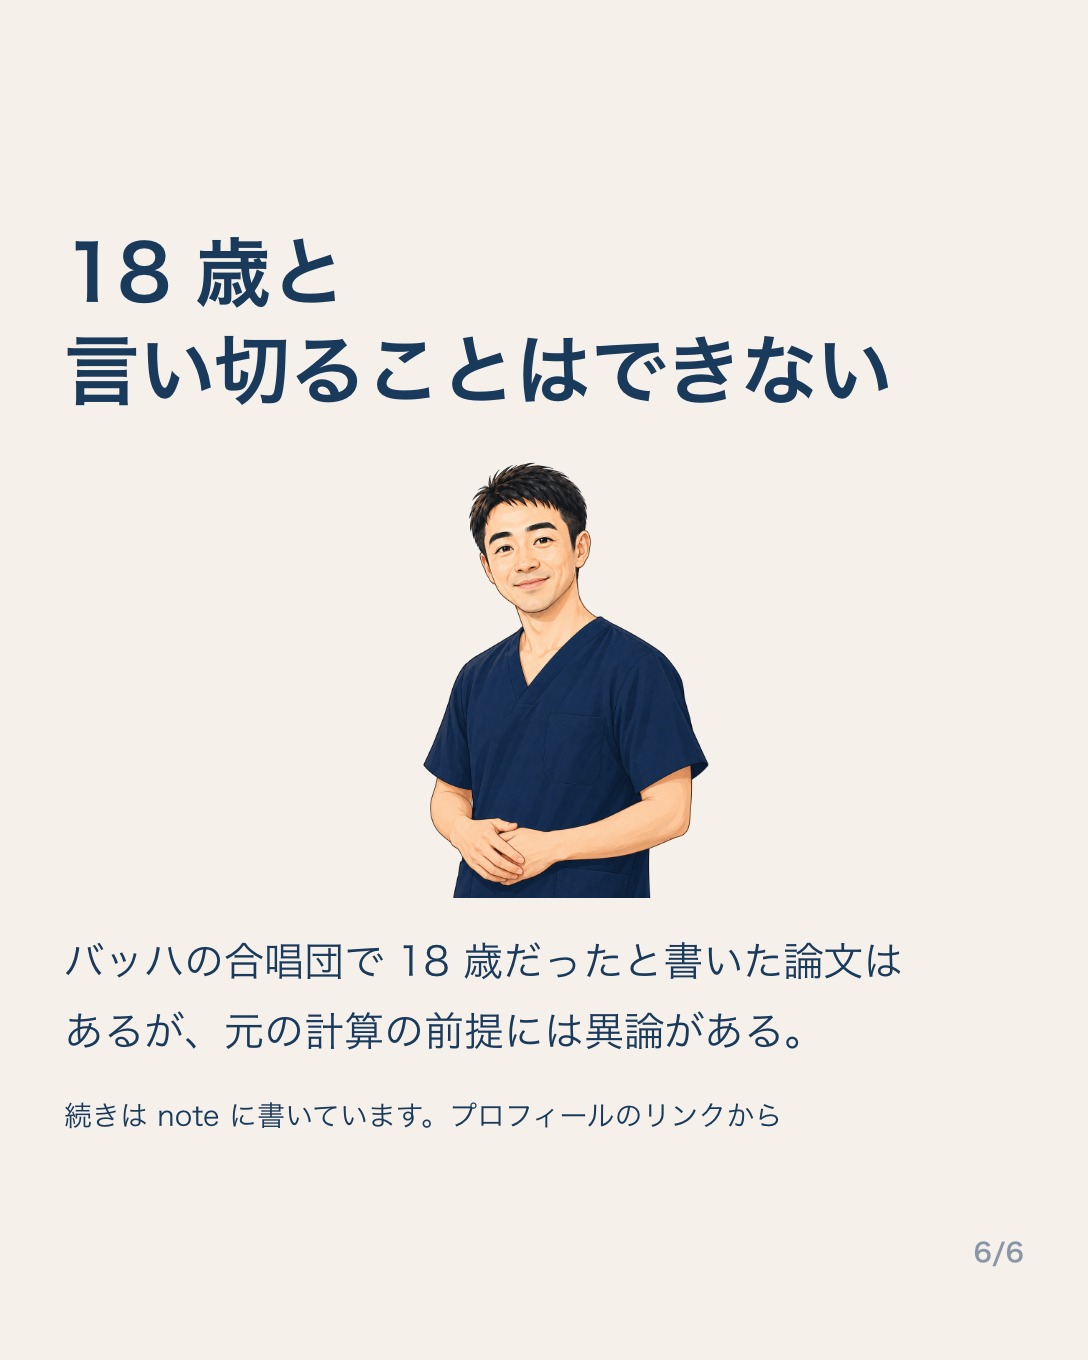 18 歳と
言い切ることはできない
バッハの合唱団で 18 歳だったと書いた論文は
あるが、元の計算の前提には異論がある。
続きは note に書いています。プロフィールのリンクから
6/6